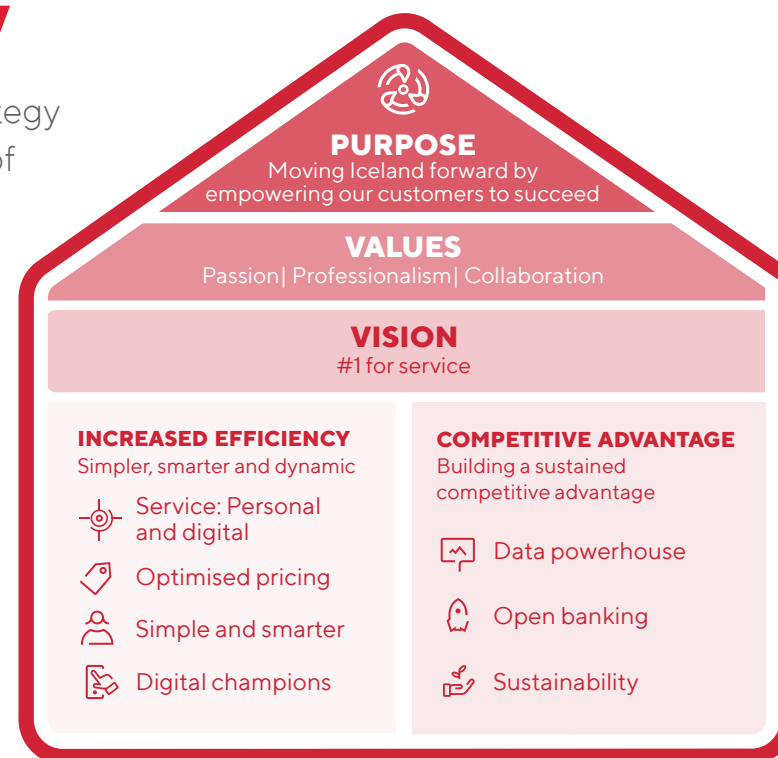 PURPOSE
Moving Iceland forward by
empowering our customers to succeed
VALUES
Passion| Professionalism| Collaboration
VISION
#1 for service
INCREASED EFFICIENCY
Simpler, smarter and dynamic
Service: Personal
and digital
Optimised pricing
Simple and smarter
Digital champions
COMPETITIVE ADVANTAGE
Building a sustained
competitive advantage
Data powerhouse
Open banking
Sustainability